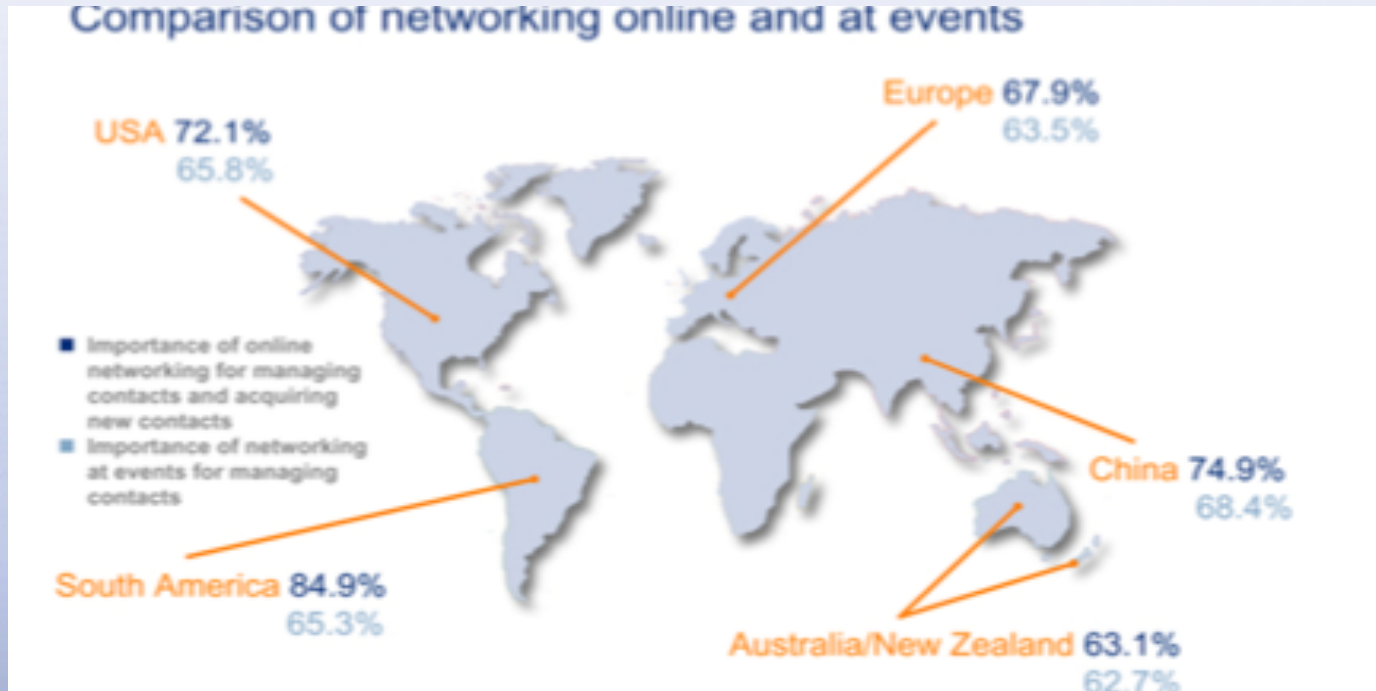 Comparison of networking online and at events
Europe 67.9%
63.5%
USA 72.1%
65.8%
Importance of online
networking for managing
contacts and acquiring
new contacts
Importance of networking
at events for managing
contacts
China 74.9%
68.4%
South America 84.9%
65.3%
Australia/New Zealand 63.1%
62.7%